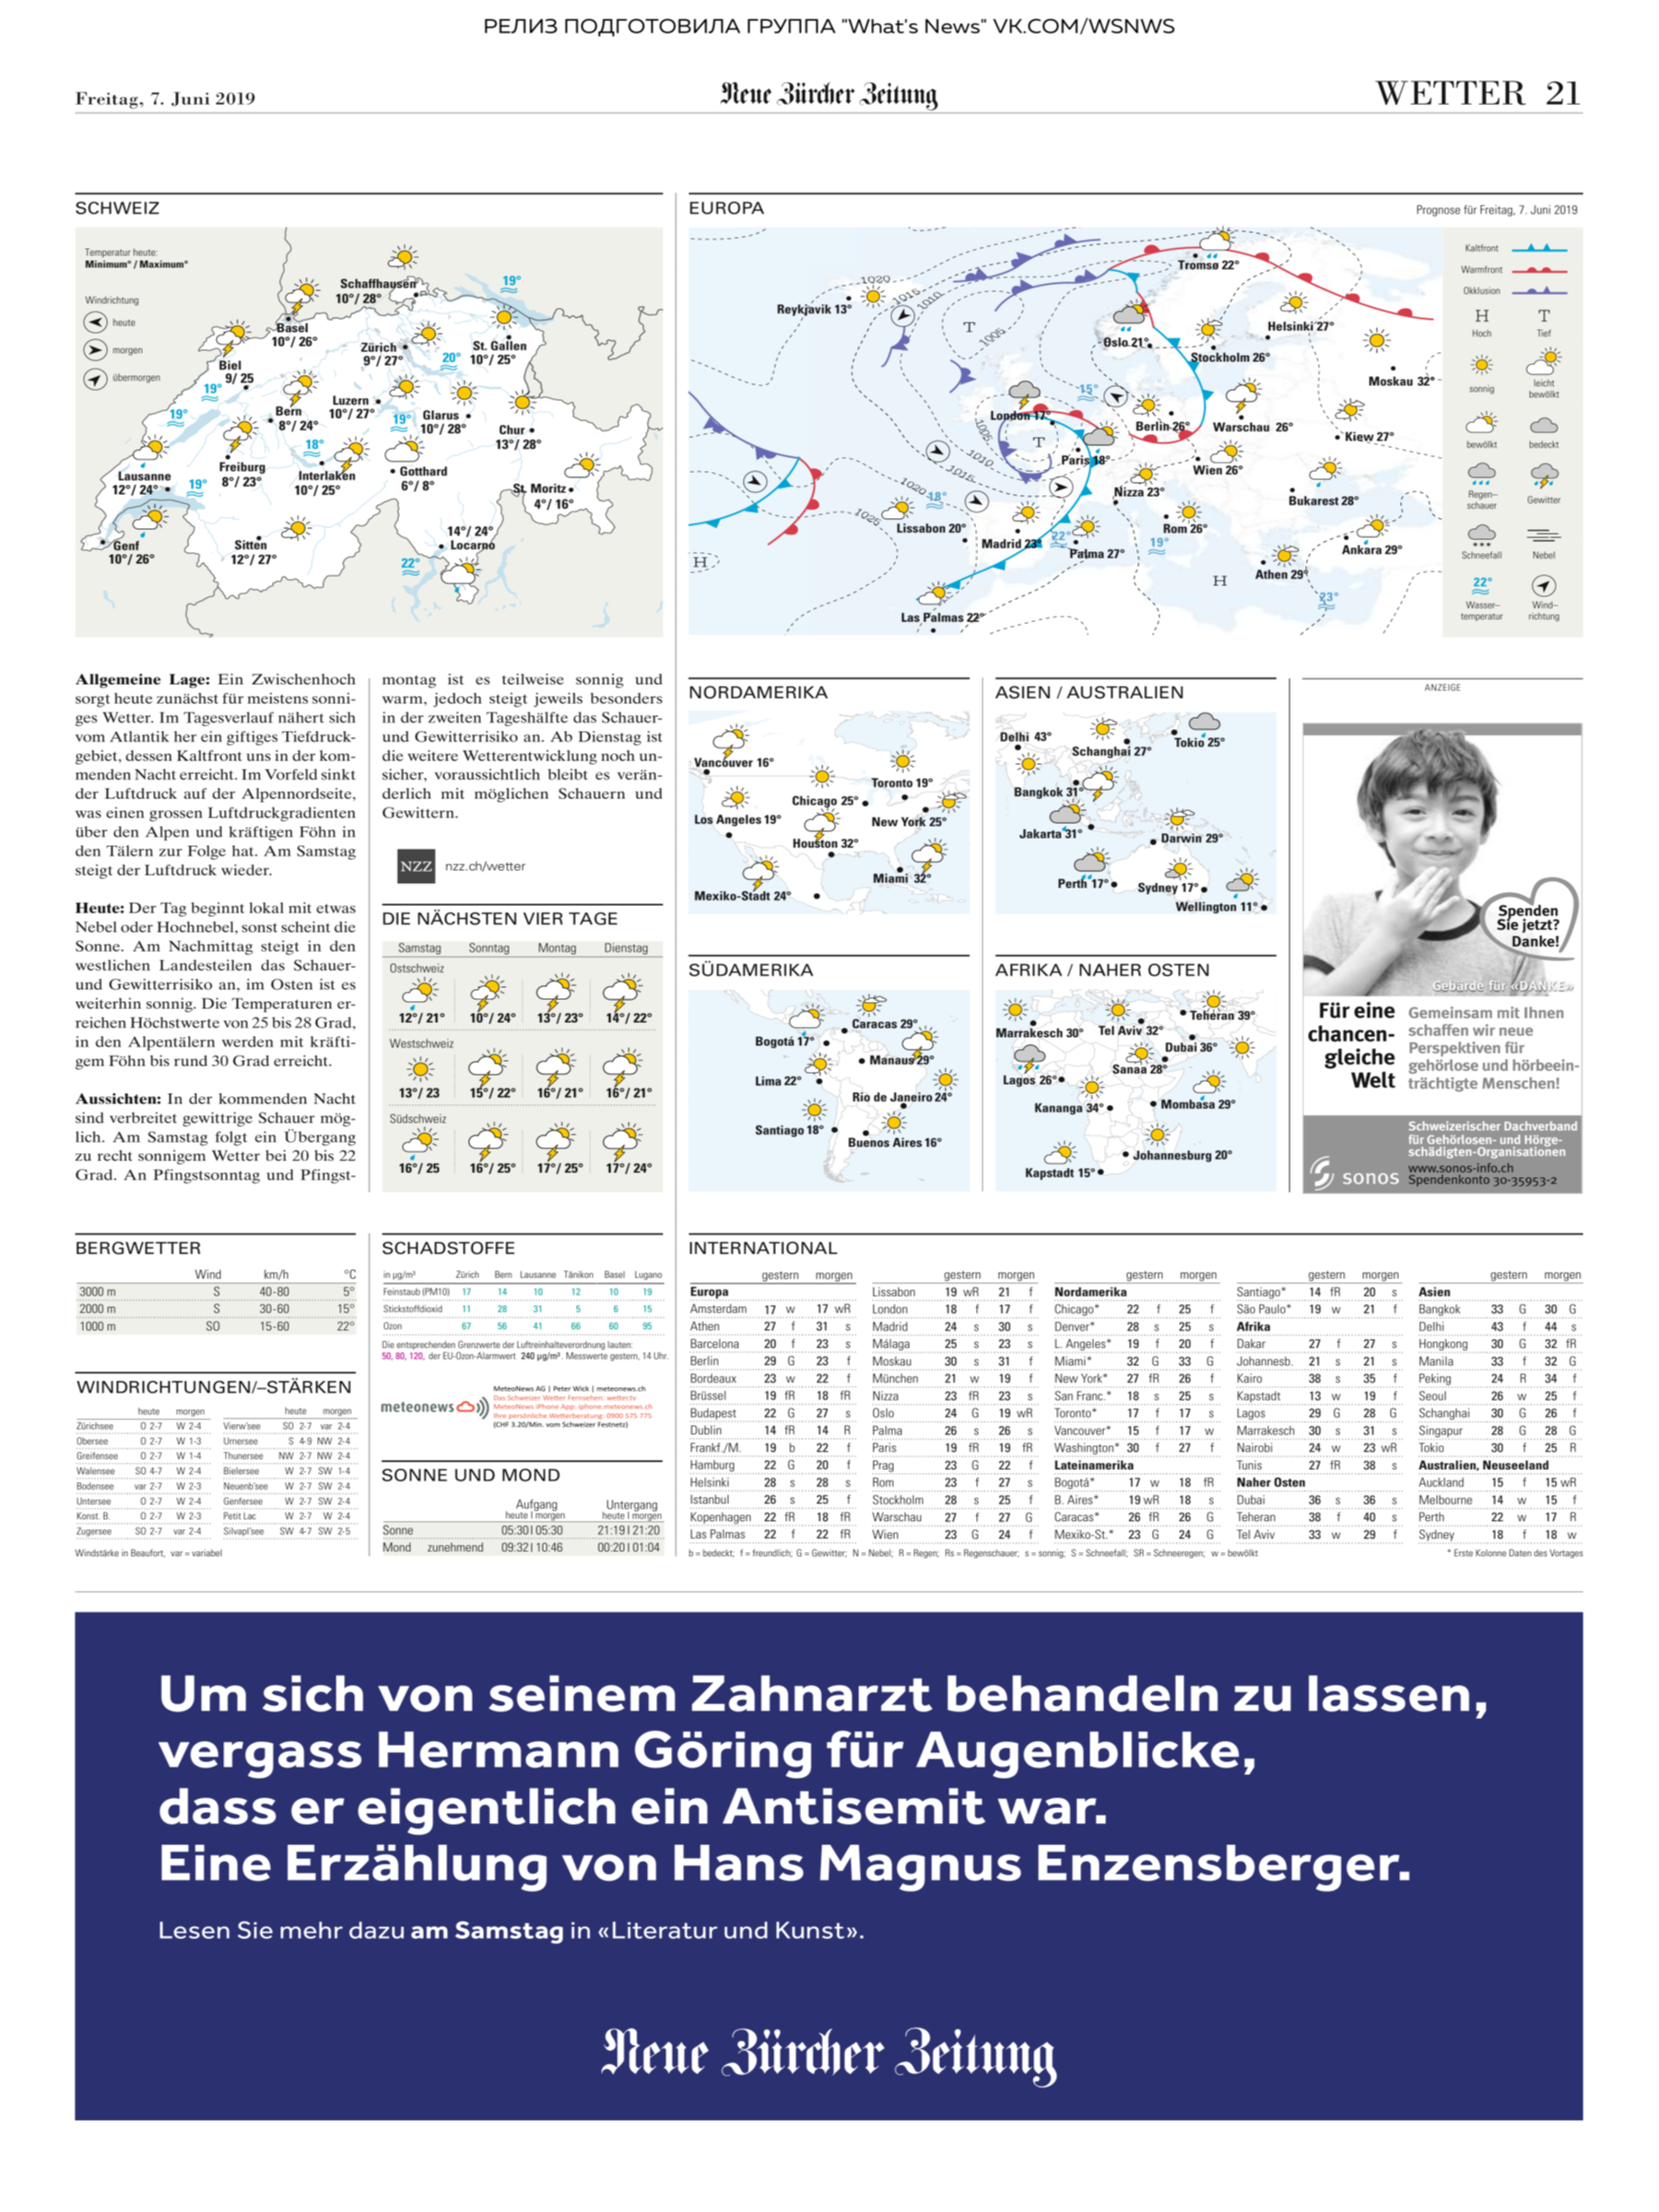 РЕЛИЗ ПОДГОТОВИЛА ГРУППА "What's News" VK.COM/WSNWS
Freitag, 7. Juni 2019
Neue Zürcher Zeitung
WETTER 21
SCHWEIZ
Temperatur heute:
Minimum° / Maximum°
Windrichtung
heute
morgen
übermorgen
Schaffhausen
10°/ 28°
19°
Basel
10°/ 26°
Zürich
9°/ 27°
St. Gallen
10°/ 25°
20°
Biel
9/ 25
19°
Luzern
10°/ 27°
Bern
8°/ 24°
19°
19°
Glarus
10°/ 28°
Chur
13°/ 28°
18°
Freiburg
8°/ 23°
Interlaken
10°/ 25°
Gotthard
6°/ 8°
Lausanne
12°/ 24°
19°
St. Moritz
4°/ 16°
Genf
10°/ 26°
Sitten
12°/ 27°
14°/ 24°
Locarno
22°
EUROPA
Prognose für Freitag, 7. Juni 2019
Reykjavik 13°
1020
1015
1010
T
1005
Tromsø 22°
Oslo 21°
Helsinki 27°
Stockholm 26°
Moskau 32°
15°
London 17°
Berlin 26°
Warschau 26°
Kiew 27°
1005
T
1010
1015
1020
1025
Paris 18°
Wien 26°
Nizza 23°
Bukarest 28°
18°
Lissabon 20°
Madrid 23°
22°
Palma 27°
Rom 26°
19°
Ankara 29°
Athen 29°
H
H
23°
Las Palmas 22°
Kaltfront
Warmfront
Okklusion
H
T
Hoch
Tief
sonnig
leicht
bewölkt
bewölkt
bedeckt
Regen-
schauer
Gewitter
Schneefall
Nebel
22°
Wasser-
temperatur
Wind-
richtung
Allgemeine Lage: Ein Zwischenhoch
sorgt heute zunächst für meistens sonni-
ges Wetter. Im Tagesverlauf nähert sich
vom Atlantik her ein giftiges Tiefdruck-
gebiet, dessen Kaltfront uns in der kom-
menden Nacht erreicht. Im Vorfeld sinkt
der Luftdruck auf der Alpennordseite,
was einen grossen Luftdruckgradienten
über den Alpen und kräftigen Föhn in
den Tälern zur Folge hat. Am Samstag
steigt der Luftdruck wieder.
Heute: Der Tag beginnt lokal mit etwas
Nebel oder Hochnebel, sonst scheint die
Sonne. Am Nachmittag steigt in den
westlichen Landesteilen das Schauer-
und Gewitterrisiko an, im Osten ist es
weiterhin sonnig. Die Temperaturen er-
reichen Höchstwerte von 25 bis 28 Grad,
in den Alpentälern werden mit kräfti-
gem Föhn bis rund 30 Grad erreicht.
Aussichten: In der kommenden Nacht
sind verbreitet gewittrige Schauer mög-
lich. Am Samstag folgt ein Übergang
zu recht sonnigem Wetter bei 20 bis 22
Grad. An Pfingstsonntag und Pfingst-
montag ist es teilweise sonnig und
warm, jedoch steigt jeweils besonders
in der zweiten Tageshälfte das Schauer-
und Gewitterrisiko an. Ab Dienstag ist
die weitere Wetterentwicklung noch un-
sicher, voraussichtlich bleibt es verän-
derlich mit möglichen Schauern und
Gewittern.
NZZ nzz.ch/wetter
DIE NÄCHSTEN VIER TAGE
Samstag Sonntag Montag Dienstag
Ostschweiz
12°/ 21° 10°/ 24° 13°/ 23° 14°/ 22°
Westschweiz
13°/ 23 15°/ 22° 16°/ 21° 16°/ 21°
Südschweiz
16°/ 25 16°/ 25° 17°/ 25° 17°/ 24°
NORDAMERIKA
Vancouver 16°
Toronto 19°
Chicago 25°
Los Angeles 19°
New York 25°
Houston 32°
Miami 32°
Mexiko-Stadt 24°
ASIEN / AUSTRALIEN
Delhi 43°
Schanghai 27°
Tokio 25°
Bangkok 31°
Jakarta 31°
Darwin 29°
Perth 17°
Sydney 17°
Wellington 11°
SÜDAMERIKA
Caracas 29°
Bogotá 17°
Manaus 29°
Lima 22°
Rio de Janeiro 24°
Santiago 18°
Buenos Aires 16°
AFRIKA / NAHER OSTEN
Teheran 39°
Marrakesch 30°
Tel Aviv 32°
Dubai 36°
Sanaa 28°
Lagos 26°
Kananga 34°
Mombasa 29°
Johannesburg 20°
Kapstadt 15°
ANZEIGE
Spenden
Sie jetzt?
Danke!
Gebärde für «DANKE»
Für eine
chancen-
gleiche
Welt
Gemeinsam mit Ihnen
schaffen wir neue
Perspektiven für
gehörlose und hörbeein-
trächtigte Menschen!
Schweizerischer Dachverband
für Gehörlosen- und Hörge-
schädigten-Organisationen
www.sonos-info.ch
Spendenkonto 30-35953-2
sonos
BERGWETTER
Wind km/h °C
3000 m S 40-80 5°
2000 m S 30-60 15°
1000 m SO 15-60 22°
WINDRICHTUNGEN/–STÄRKEN
heute morgen heute morgen
Zürichsee O 2-7 W 2-4 Vierw'see SO 2-7 var 2-4
Obersee O 2-7 W 1-3 Urnersee S 4-9 NW 2-4
Greifensee O 2-7 W 1-4 Thunersee NW 2-7 NW 2-4
Walensee SO 4-7 W 2-4 Bielersee W 2-7 SW 1-4
Bodensee var 2-7 W 2-3 Neuenb'see W 2-7 SW 2-4
Untersee O 2-7 W 2-4 Genfersee W 2-7 SW 2-4
Konst. B. O 2-7 W 2-3 Petit Lac W 2-7 W 2-4
Zugersee SO 2-7 var 2-4 Silvapl'see SW 4-7 SW 2-5
Windstärke in Beaufort, var = variabel
SCHADSTOFFE
in µg/m³ Zürich Bern Lausanne Tänikon Basel Lugano
Feinstaub (PM10) 17 14 10 12 10 19
Stickstoffdioxid 11 28 31 5 6 15
Ozon 67 56 41 66 60 95
Die entsprechenden Grenzwerte der Luftreinhalteverordnung lauten:
50, 80, 120, der EU-Ozon-Alarmwert 240 µg/m³. Messwerte gestern, 14 Uhr.
meteonews
MeteoNews AG | Peter Wick | meteonews.ch
Das Schweizer Wetter Fernsehen: wetter.tv
MeteoNews iPhone App: iphone.meteonews.ch
Ihre persönliche Wetterberatung: 0900 575 775
(CHF 3.20/Min. vom Schweizer Festnetz)
SONNE UND MOND
Aufgang Untergang
heute | morgen heute | morgen
Sonne 05:30 | 05:30 21:19 | 21:20
Mond zunehmend 09:32 | 10:46 00:20 | 01:04
INTERNATIONAL
gestern morgen
Europa
Amsterdam 17 w 17 wR
Athen 27 f 31 s
Barcelona 20 f 23 s
Berlin 29 G 23 f
Bordeaux 23 w 22 f
Brüssel 19 fR 18 fR
Budapest 22 G 27 s
Dublin 14 fR 14 R
Frankf./M. 19 b 22 f
Hamburg 22 G 20 f
Helsinki 28 s 28 s
Istanbul 26 s 25 f
Kopenhagen 22 fR 18 fR
Las Palmas 22 f 22 fR
gestern morgen
Lissabon 19 wR 21 f
London 18 f 17 f
Madrid 24 s 30 s
Málaga 25 s 23 s
Moskau 30 s 31 f
München 21 w 19 f
Nizza 23 fR 23 s
Oslo 24 G 19 wR
Palma 26 s 26 s
Paris 19 fR 19 fR
Prag 23 G 22 f
Rom 23 f 27 s
Stockholm 28 s 25 f
Warschau 27 f 27 G
Wien 23 G 24 f
gestern morgen
Nordamerika
Chicago* 22 f 25 f
Denver* 28 s 25 s
L. Angeles* 19 f 20 f
Miami* 32 G 33 G
New York* 27 fR 26 f
San Franc.* 18 s 25 s
Toronto* 17 f 17 s
Vancouver* 15 f 17 w
Washington* 30 f 27 f
Lateinamerika
Bogotá* 17 w 18 fR
B. Aires* 19 wR 18 s
Caracas* 26 fR 26 G
Mexiko-St.* 23 G 24 G
gestern morgen
Santiago* 14 fR 20 s
São Paulo* 19 w 21 f
Afrika
Dakar 27 f 27 s
Johannesb. 21 s 21 s
Kairo 38 s 35 f
Kapstadt 13 w 19 f
Lagos 29 G 28 G
Marrakesch 30 s 31 s
Nairobi 24 w 23 wR
Tunis 27 fR 38 s
Naher Osten
Dubai 36 s 36 s
Teheran 38 f 40 s
Tel Aviv 33 w 29 f
gestern morgen
Asien
Bangkok 33 G 30 G
Delhi 43 f 44 s
Hongkong 30 G 32 fR
Manila 33 f 32 G
Peking 24 R 34 f
Seoul 26 w 25 f
Schanghai 30 G 26 f
Singapur 28 G 28 G
Tokio 30 f 25 R
Australien, Neuseeland
Auckland 15 f 15 wR
Melbourne 14 w 15 f
Perth 22 w 17 R
Sydney 18 f 18 w
b = bedeckt; f = freundlich; G = Gewitter; N = Nebel; R = Regen; Rs = Regenschauer; s = sonnig; S = Schneefall; SR = Schneeregen; w = bewölkt
* Erste Kolonne Daten des Vortages
Um sich von seinem Zahnarzt behandeln zu lassen,
vergass Hermann Göring für Augenblicke,
dass er eigentlich ein Antisemit war.
Eine Erzählung von Hans Magnus Enzensberger.
Lesen Sie mehr dazu am Samstag in «Literatur und Kunst».
Neue Zürcher Zeitung